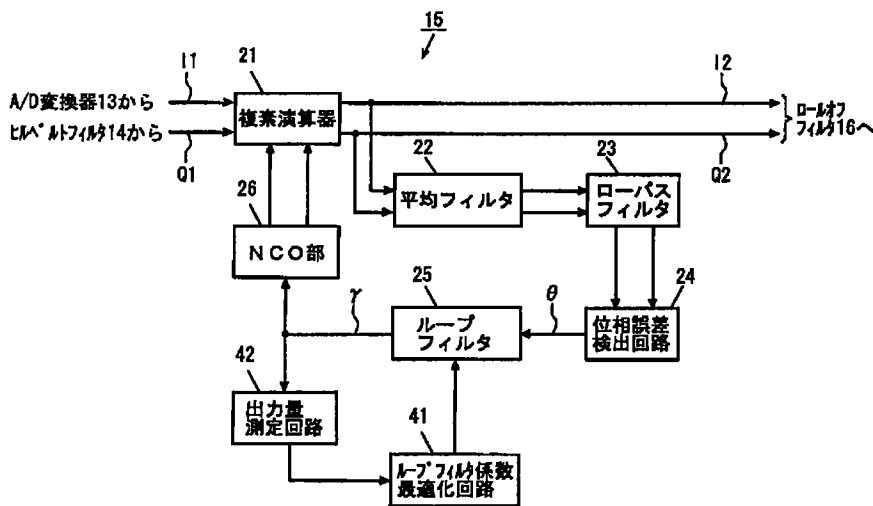 15
I1
21
I2
A/D変換器13から
複素演算器
ロールオフ
フィルタ16へ
ヒルベルトフィルタ14から
Q1
22
23
Q2
26
平均フィルタ
ローパス
フィルタ
NCO部
25
24
γ
θ
ループ
フィルタ
位相誤差
検出回路
42
出力量
測定回路
41
ループフィルタ係数
最適化回路